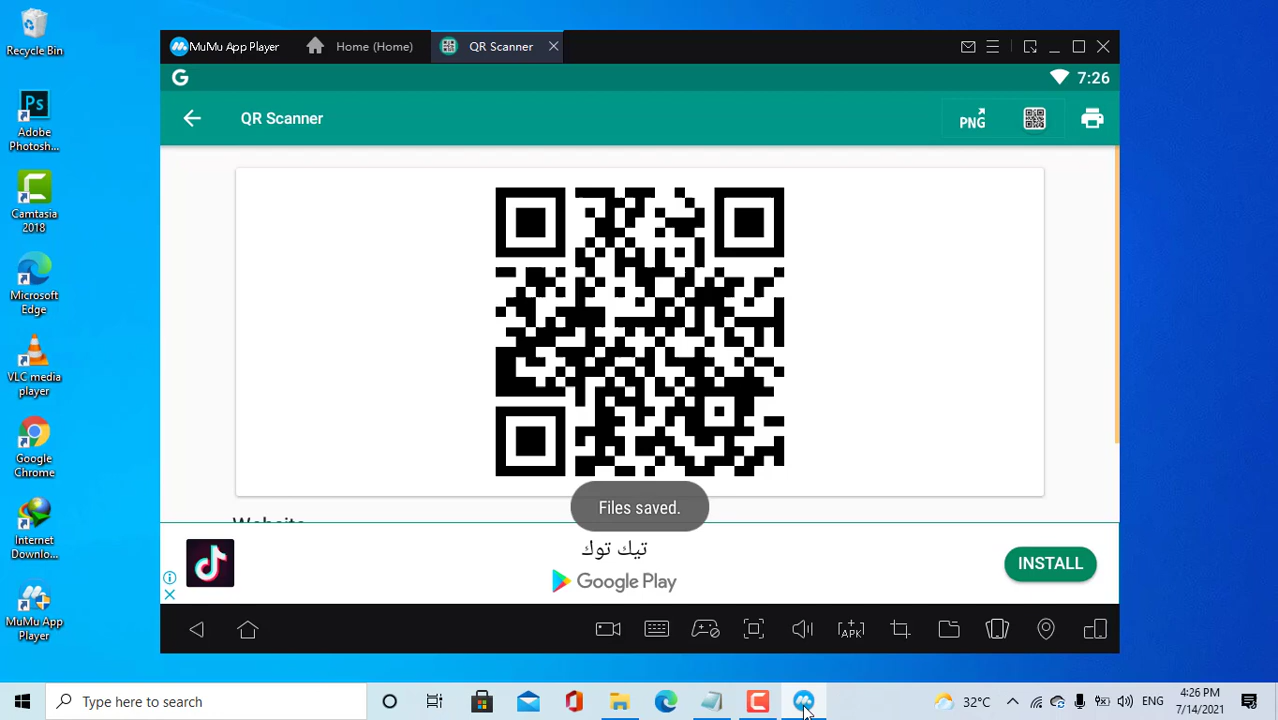 Recycle Bin
Adobe
Photosh...
Camtasia
2018
Microsoft
Edge
VLC media
player
Google
Chrome
Internet
Downlo...
MuMu App
Player
MuMu App Player
Home (Home)
QR Scanner
7:26
QR Scanner
PNG
Files saved.
تيك توك
Google Play
INSTALL
APK
Type here to search
32°C
ENG
4:26 PM
7/14/2021